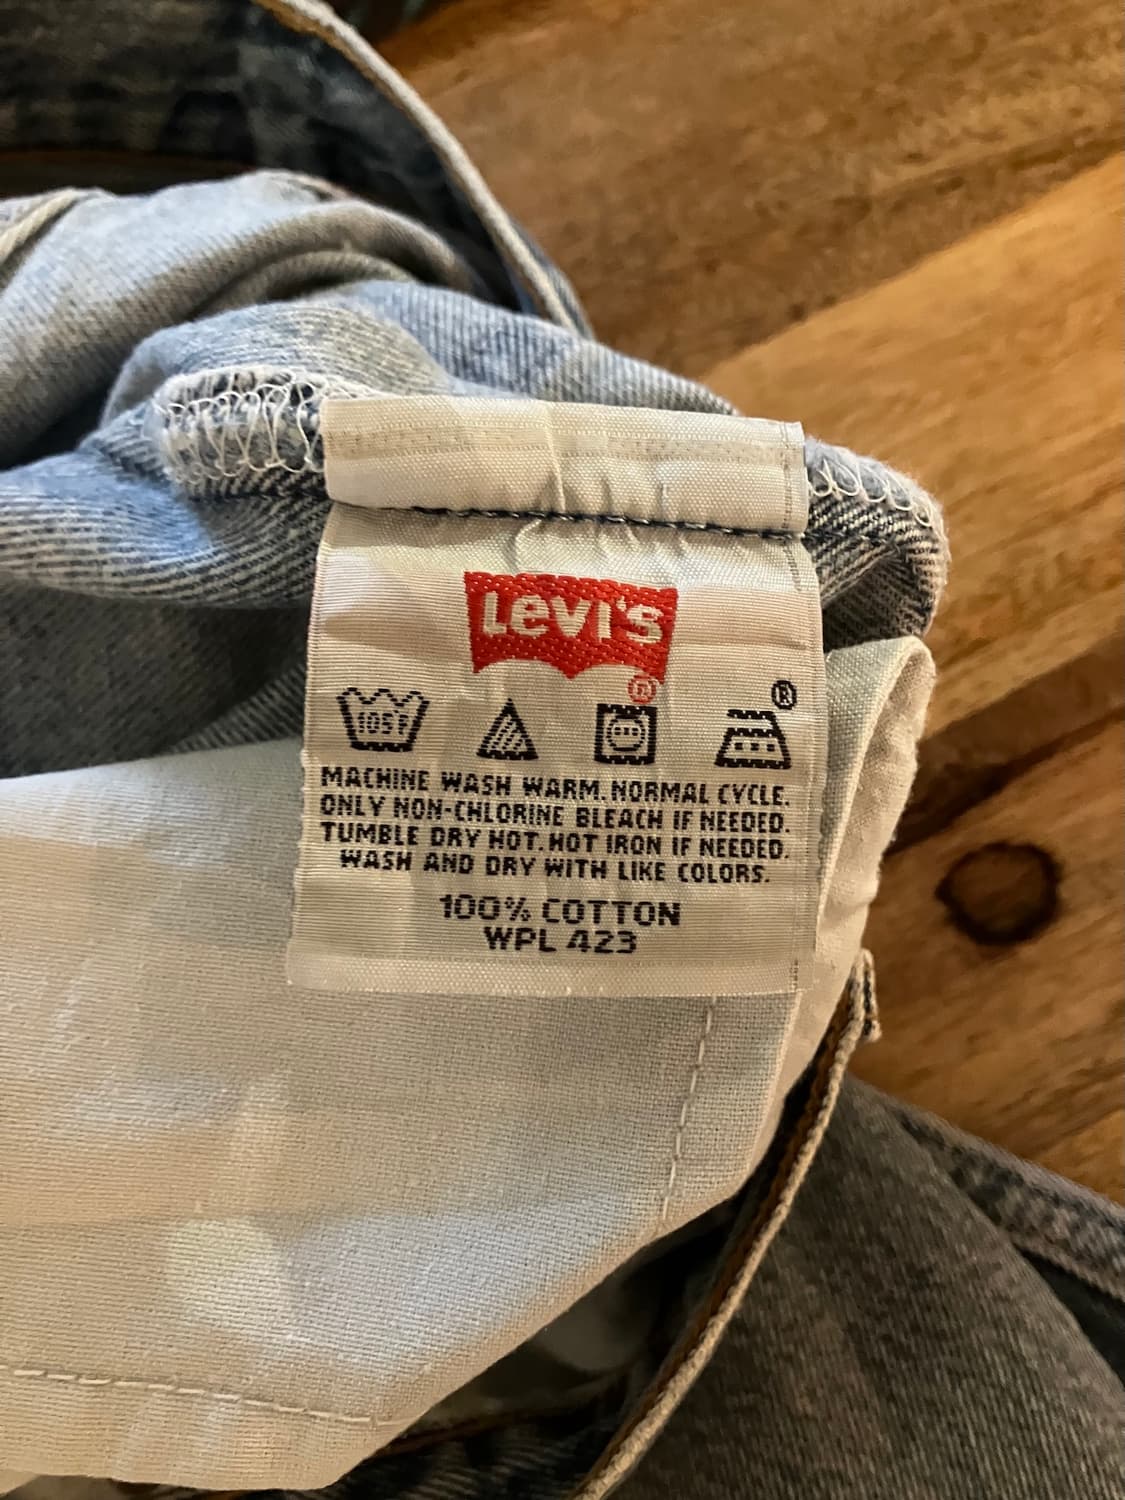 Levi's
®
®
105°F
MACHINE WASH WARM. NORMAL CYCLE.
ONLY NON-CHLORINE BLEACH IF NEEDED.
TUMBLE DRY HOT. HOT IRON IF NEEDED.
WASH AND DRY WITH LIKE COLORS.
100% COTTON
WPL 423